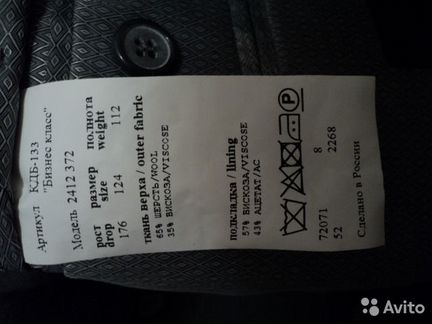 Артикул КДБ-133
"Бизнес класс"
Модель 2412 372
рост размер полнота
drop size weight
176 124 112
ткань верха / outer fabric
65% ШЕРСТЬ/WOOL
35% ВИСКОЗА/VISCOSE
подкладка / lining
57% ВИСКОЗА/VISCOSE
43% АЦЕТАТ/AC
P
72071 8 2268
52 Сделано в России
Avito